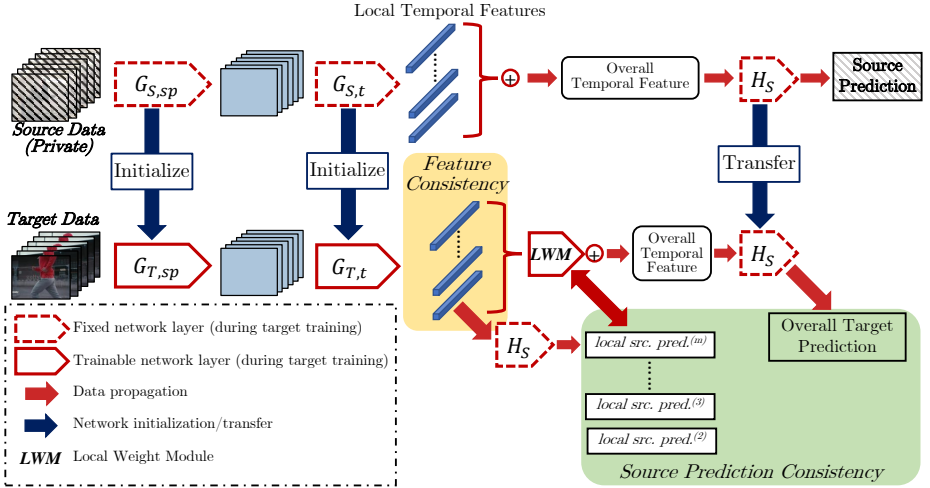 Local Temporal Features
G_{S,sp}
G_{S,t}
+
Overall
Temporal Feature
H_S
Source
Prediction
Source Data
(Private)
Initialize
Initialize
Transfer
Feature
Consistency
Target Data
G_{T,sp}
G_{T,t}
LWM
+
Overall
Temporal
Feature
H_S
H_S
local src. pred.(m)
local src. pred.(3)
local src. pred.(2)
Overall Target
Prediction
Source Prediction Consistency
Fixed network layer (during target training)
Trainable network layer (during target training)
Data propagation
Network initialization/transfer
LWM Local Weight Module